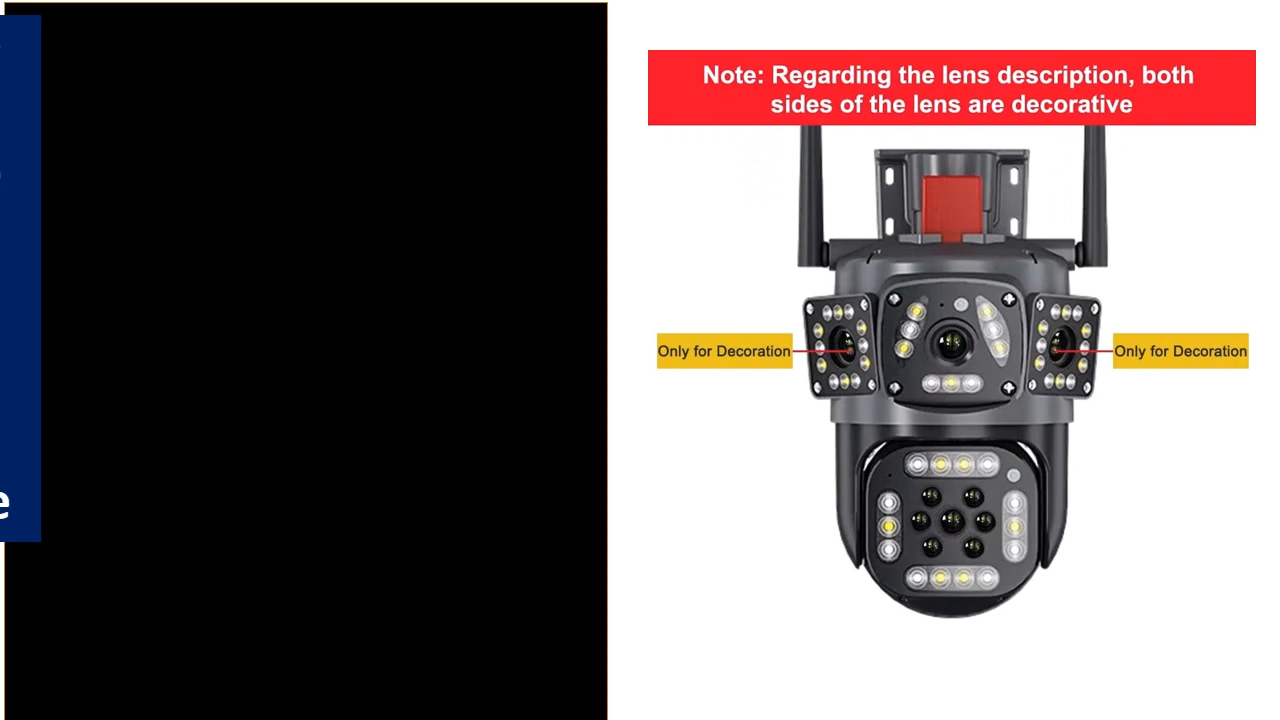 e
Note: Regarding the lens description, both
sides of the lens are decorative
Only for Decoration
Only for Decoration